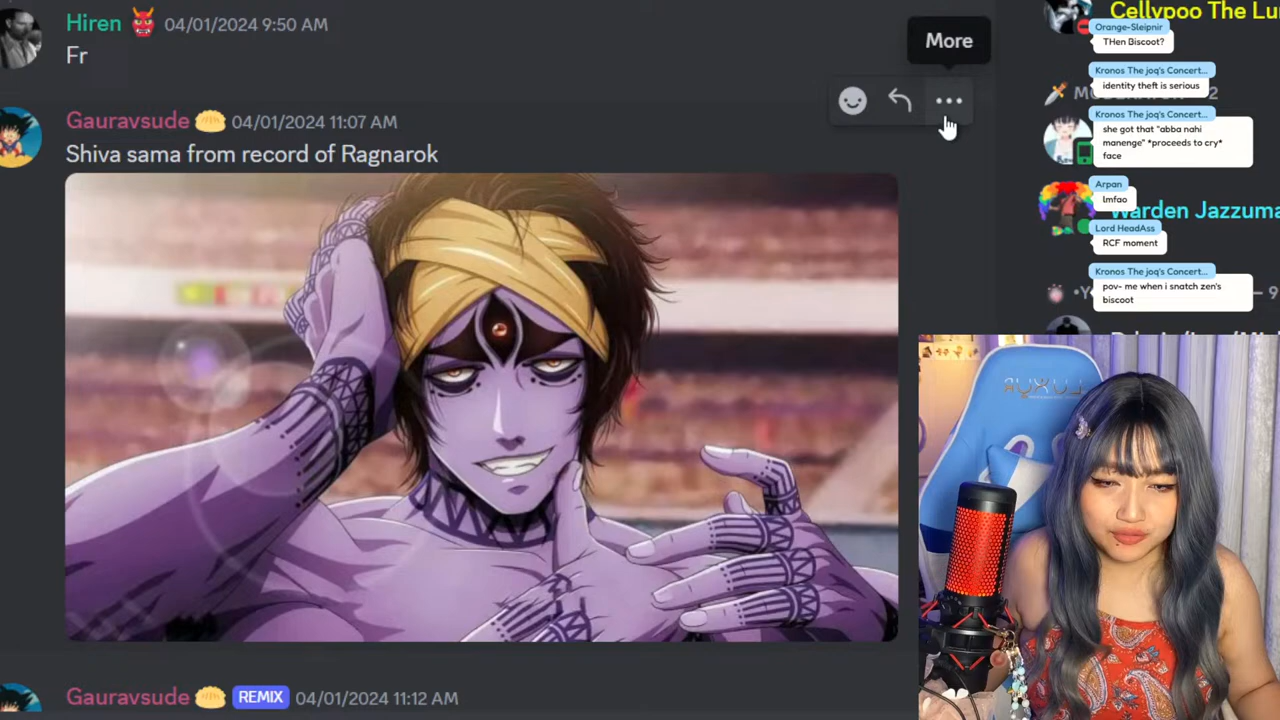 Hiren 04/01/2024 9:50 AM
Fr
More
Gauravsude 04/01/2024 11:07 AM
Shiva sama from record of Ragnarok
Gauravsude REMIX 04/01/2024 11:12 AM
Cellypoo The Lu
Orange-Sleipnir
THen Biscoot?
Kronos The joq's Concert...
identity theft is serious
2
Kronos The joq's Concert...
she got that "abba nahi
manenge" *proceeds to cry*
face
Arpan
lmfao
Warden Jazzuma
Lord HeadAss
RCF moment
Kronos The joq's Concert...
pov- me when i snatch zen's
biscoot
9